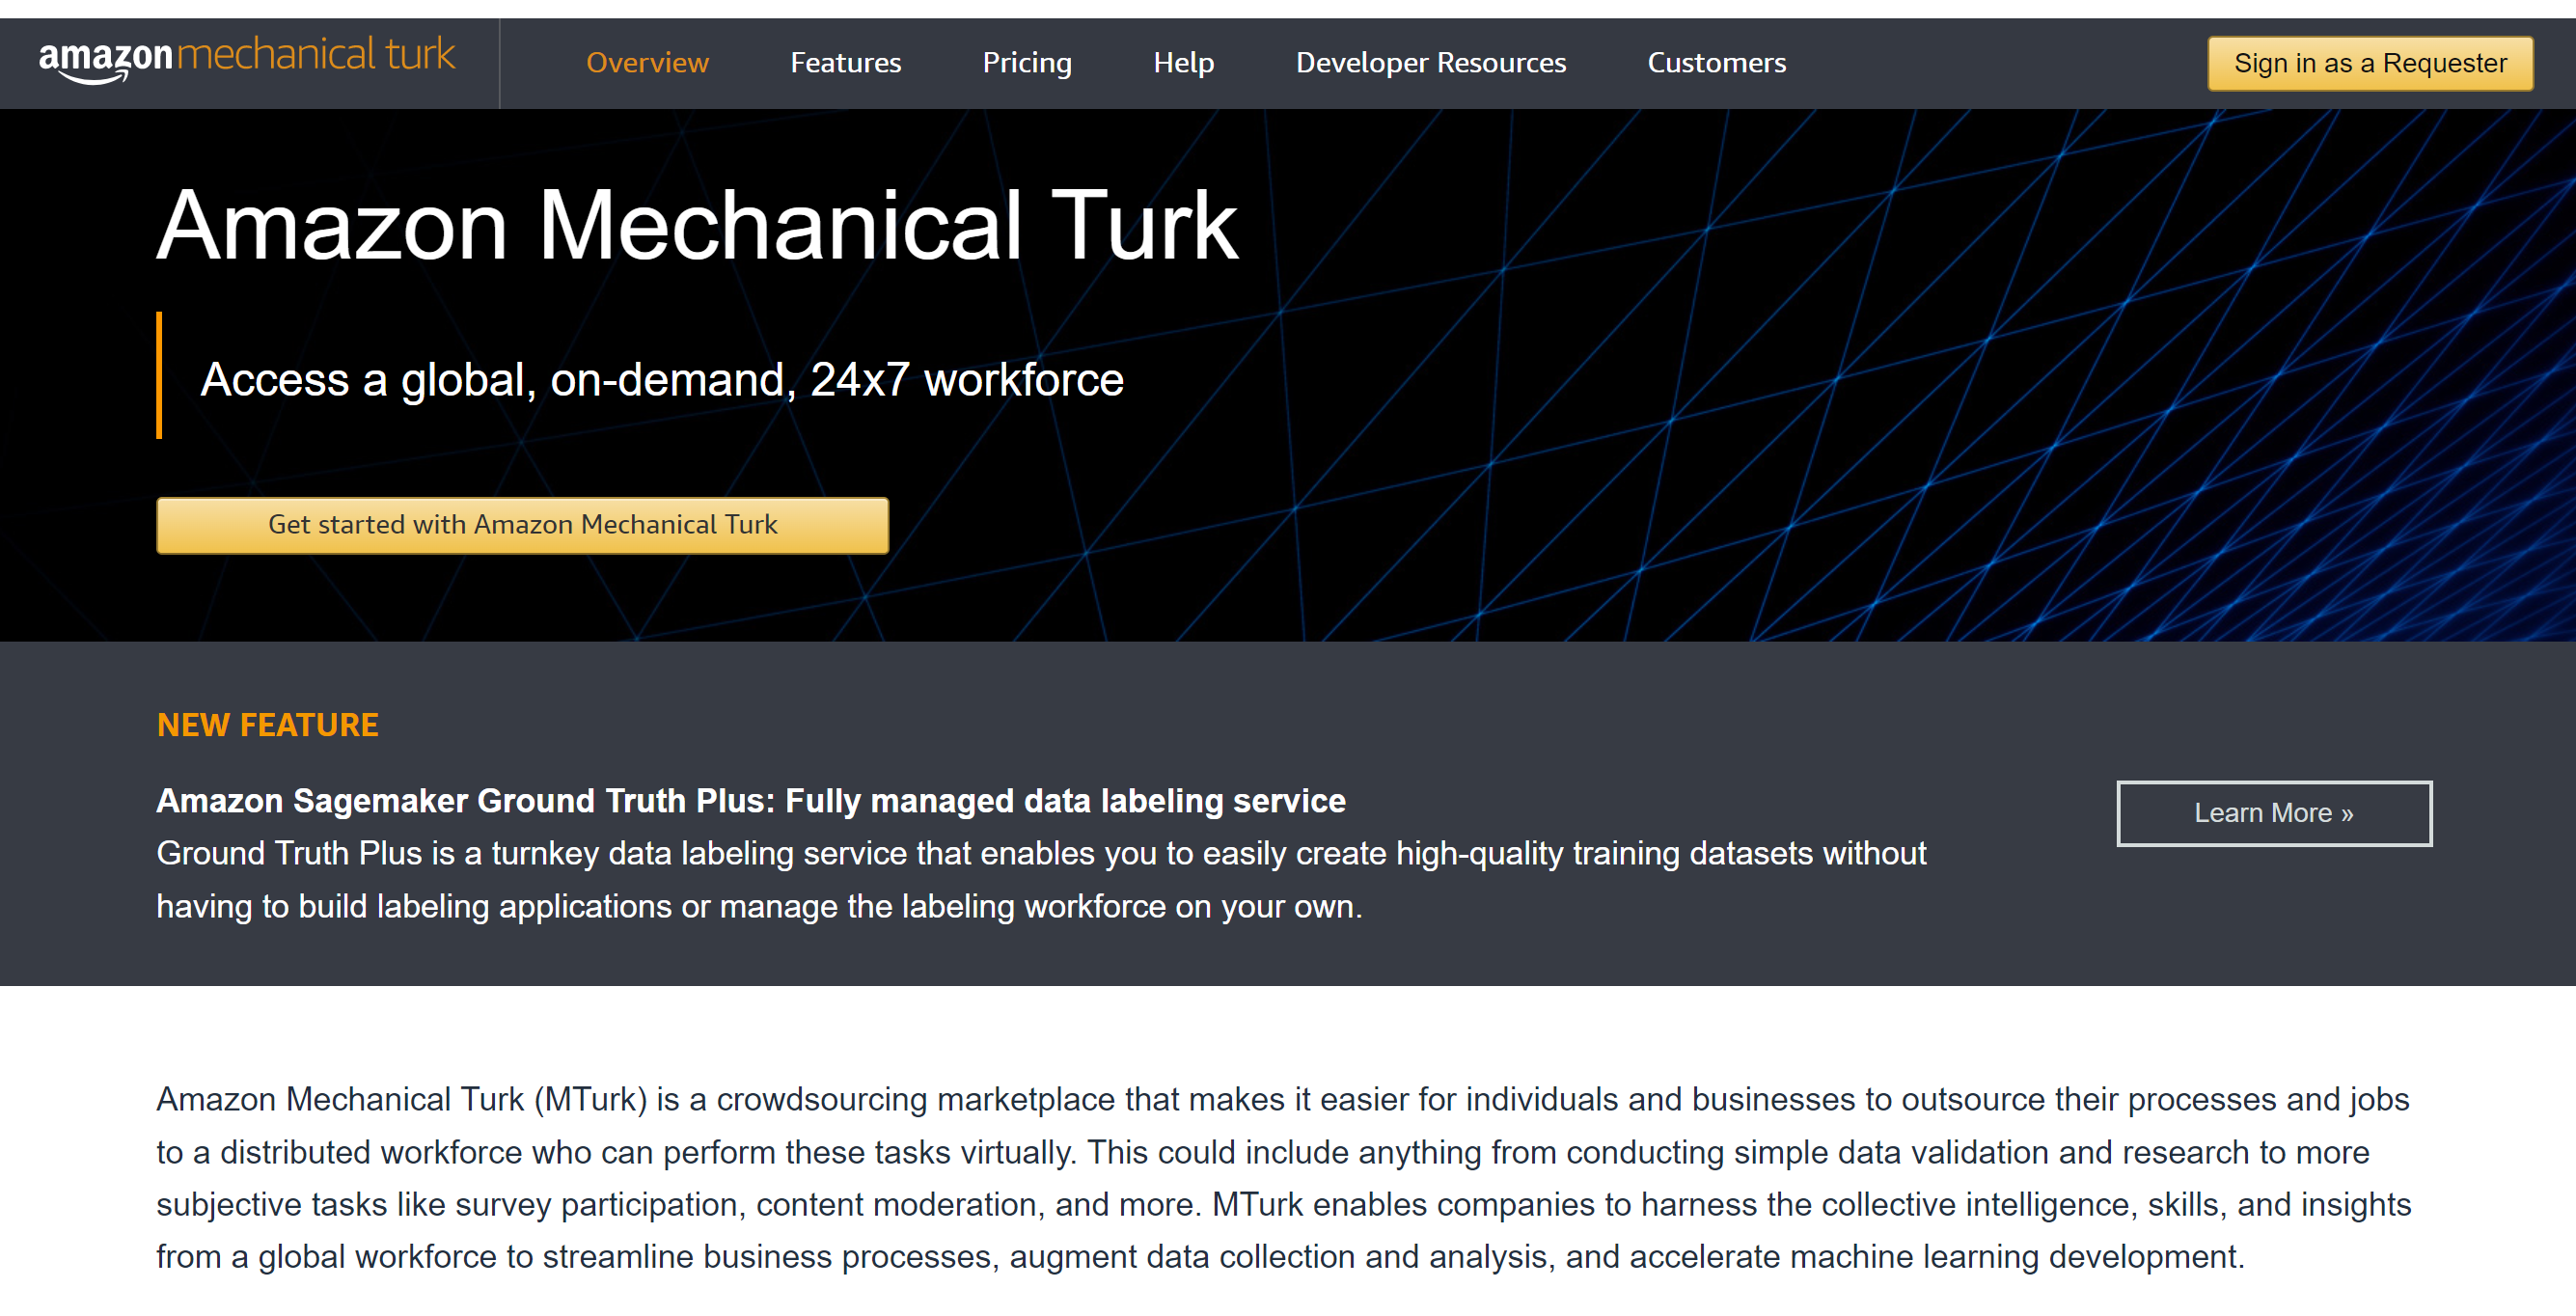 amazon mechanical turk
Overview
Features
Pricing
Help
Developer Resources
Customers
Sign in as a Requester
Amazon Mechanical Turk
Access a global, on-demand, 24x7 workforce
Get started with Amazon Mechanical Turk
NEW FEATURE
Amazon Sagemaker Ground Truth Plus: Fully managed data labeling service
Ground Truth Plus is a turnkey data labeling service that enables you to easily create high-quality training datasets without
having to build labeling applications or manage the labeling workforce on your own.
Learn More »
Amazon Mechanical Turk (MTurk) is a crowdsourcing marketplace that makes it easier for individuals and businesses to outsource their processes and jobs
to a distributed workforce who can perform these tasks virtually. This could include anything from conducting simple data validation and research to more
subjective tasks like survey participation, content moderation, and more. MTurk enables companies to harness the collective intelligence, skills, and insights
from a global workforce to streamline business processes, augment data collection and analysis, and accelerate machine learning development.